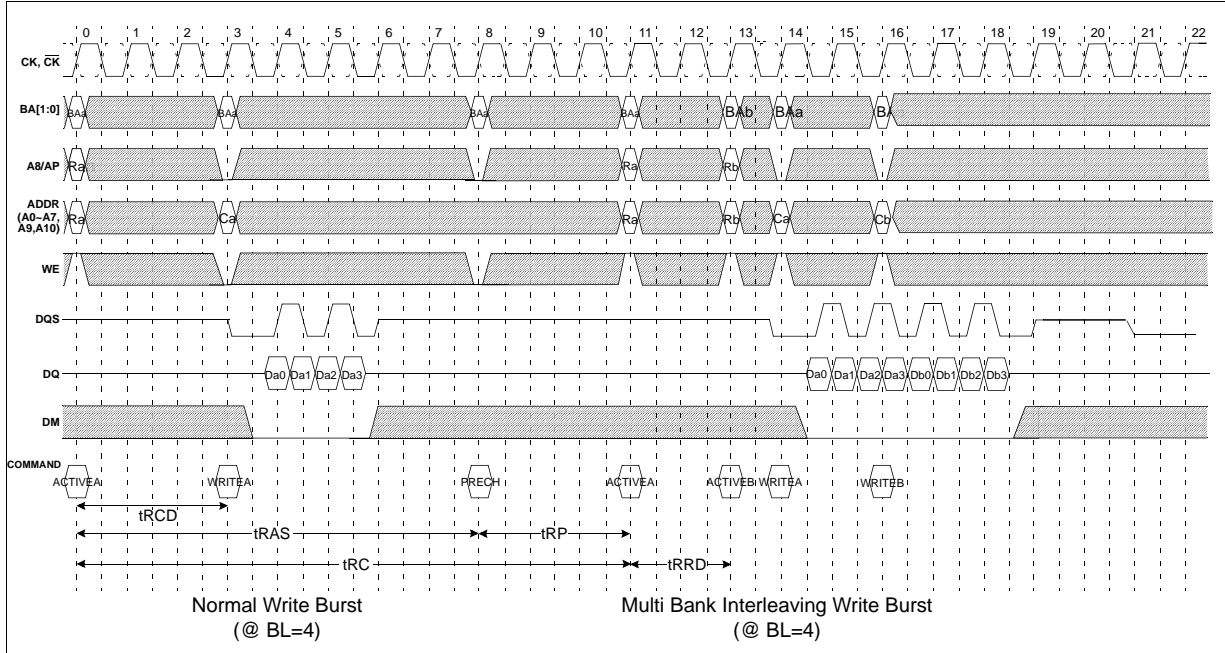 0 1 2 3 4 5 6 7 8 9 10 11 12 13 14 15 16 17 18 19 20 21 22
CK, CK
BA[1:0] BAa BAa BAa BAa BAb BAa BA
A8/AP Ra Ra Rb
ADDR
(A0~A7,
A9,A10)
Ra Ca Ra Rb Ca Cb
WE
DQS
DQ Da0 Da1 Da2 Da3 Da0 Da1 Da2 Da3 Db0 Db1 Db2 Db3
DM
COMMAND
ACTIVEA WRITEA PRECH ACTIVEA ACTIVEB WRITEA WRITEB
tRCD
tRAS tRP
tRC tRRD
Normal Write Burst Multi Bank Interleaving Write Burst
(@ BL=4) (@ BL=4)